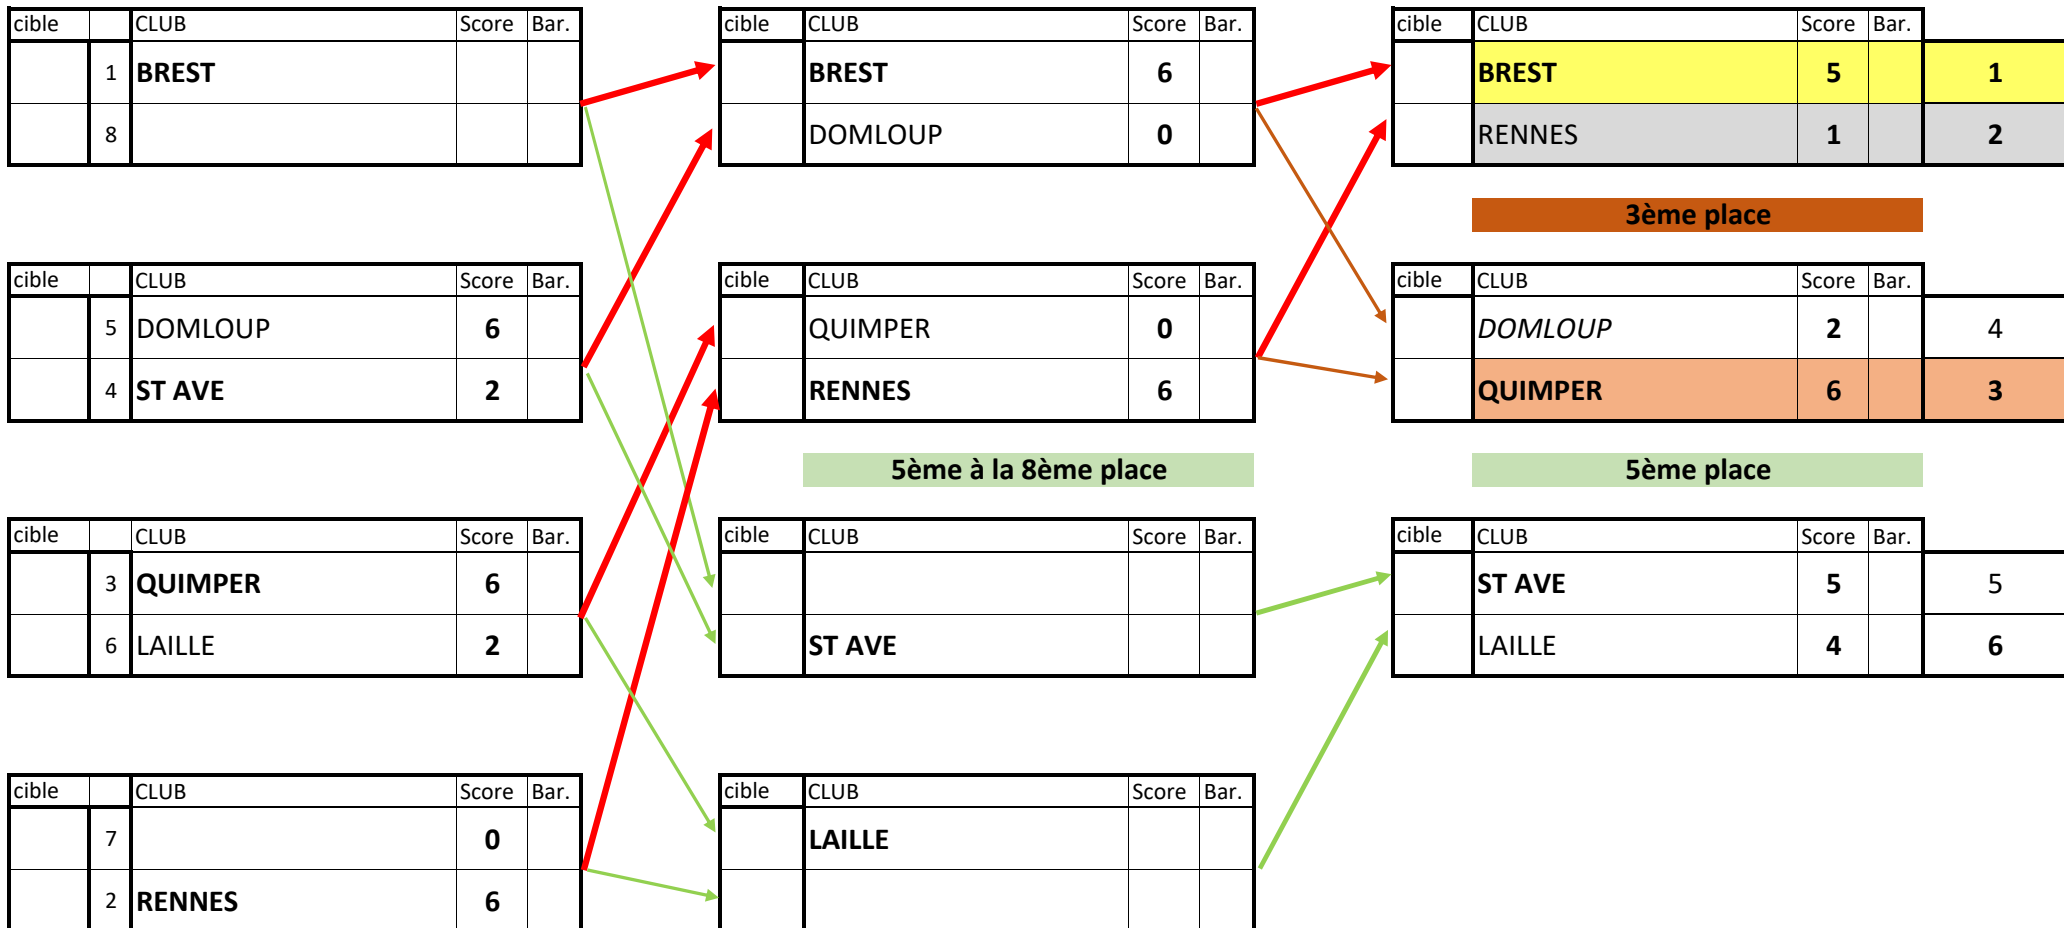 cible CLUB Score Bar.
1 BREST
8
cible CLUB Score Bar.
5 DOMLOUP 6
4 ST AVE 2
cible CLUB Score Bar.
3 QUIMPER 6
6 LAILLE 2
cible CLUB Score Bar.
7 0
2 RENNES 6
cible CLUB Score Bar.
BREST 6
DOMLOUP 0
cible CLUB Score Bar.
QUIMPER 0
RENNES 6
5ème à la 8ème place
cible CLUB Score Bar.
ST AVE
cible CLUB Score Bar.
LAILLE
cible CLUB Score Bar.
BREST 5 1
RENNES 1 2
3ème place
cible CLUB Score Bar.
DOMLOUP 2 4
QUIMPER 6 3
5ème place
cible CLUB Score Bar.
ST AVE 5 5
LAILLE 4 6